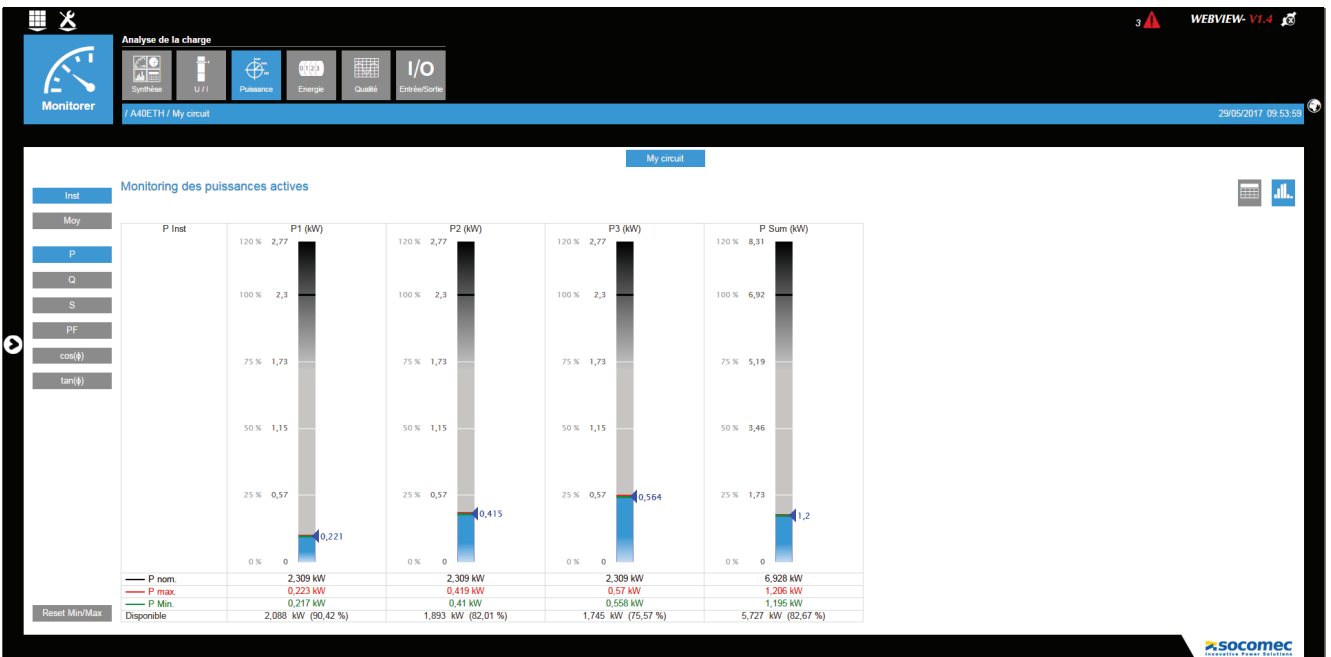 3
WEBVIEW- V1.4
Analyse de la charge
Synthèse U / I Puissance Energie Qualité Entrée/Sortie
0 1 2 3
I/O
Monitorer
/ A40ETH / My circuit
29/05/2017 09:53:59
My circuit
Monitoring des puissances actives
Inst
Moy
P
Q
S
PF
cos(ϕ)
tan(ϕ)
Reset Min/Max
P Inst P1 (kW) P2 (kW) P3 (kW) P Sum (kW)
120 % 2,77 120 % 2,77 120 % 2,77 120 % 8,31
100 % 2,3 100 % 2,3 100 % 2,3 100 % 6,92
75 % 1,73 75 % 1,73 75 % 1,73 75 % 5,19
50 % 1,15 50 % 1,15 50 % 1,15 50 % 3,46
25 % 0,57 25 % 0,57 25 % 0,57 25 % 1,73
0,221 0,415 0,564 1,2
0 % 0 0 % 0 0 % 0 0 % 0
P nom. 2,309 kW 2,309 kW 2,309 kW 6,928 kW
P max. 0,223 kW 0,419 kW 0,57 kW 1,206 kW
P Min. 0,217 kW 0,41 kW 0,558 kW 1,195 kW
Disponible 2,088 kW (90,42 %) 1,893 kW (82,01 %) 1,745 kW (75,57 %) 5,727 kW (82,67 %)
socomec
Innovative Power Solutions